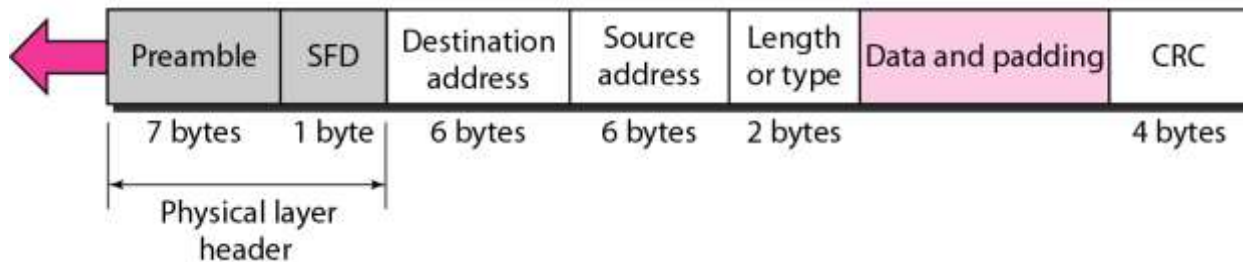 Preamble
SFD
Destination
address
Source
address
Length
or type
Data and padding
CRC
7 bytes
1 byte
6 bytes
6 bytes
2 bytes
4 bytes
Physical layer
header